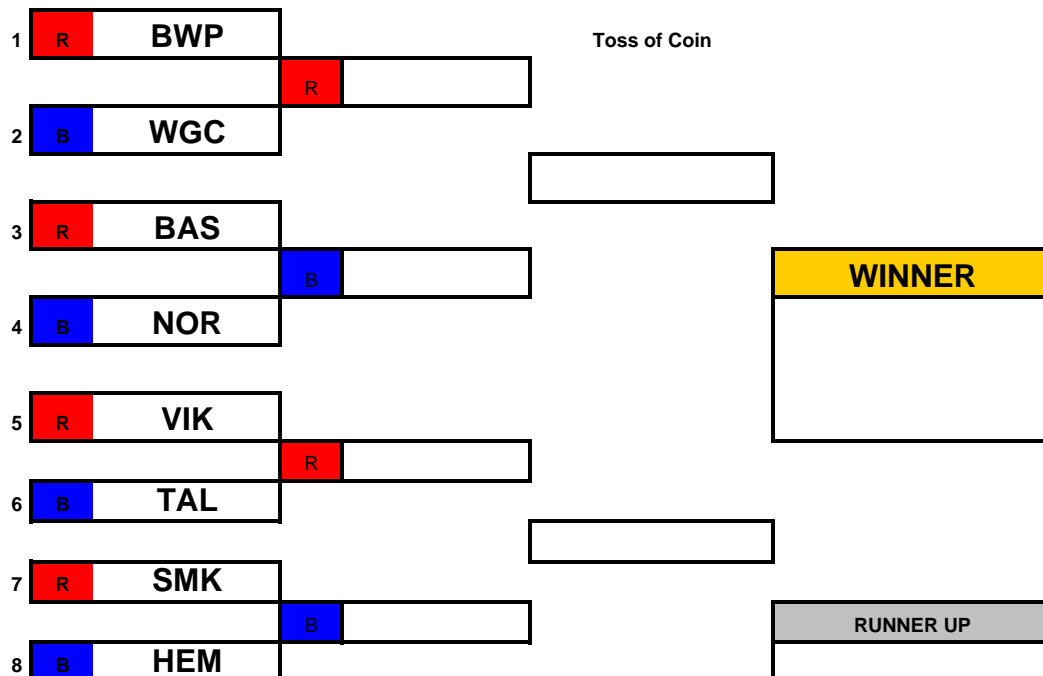 1 R BWP Toss of Coin
R
2 B WGC
3 R BAS
B WINNER
4 B NOR
5 R VIK
R
6 B TAL
7 R SMK
B RUNNER UP
8 B HEM